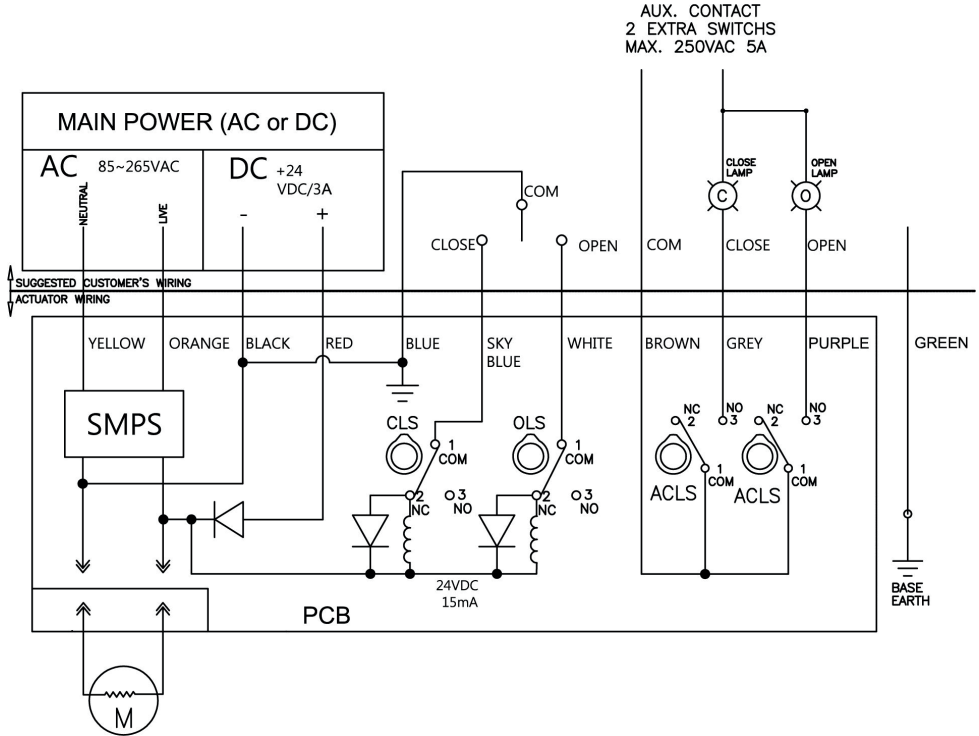 AUX. CONTACT
2 EXTRA SWITCHS
MAX. 250VAC 5A
MAIN POWER (AC or DC)
AC 85~265VAC
DC +24
VDC/3A
NEUTRAL
LIVE
- +
COM
CLOSE
OPEN
CLOSE
LAMP
OPEN
LAMP
C
O
COM
CLOSE
OPEN
SUGGESTED CUSTOMER'S WIRING
ACTUATOR WIRING
YELLOW
ORANGE
BLACK
RED
BLUE
SKY
BLUE
WHITE
BROWN
GREY
PURPLE
GREEN
SMPS
CLS
1
COM
2
NC
3
NO
OLS
1
COM
2
NC
3
NO
NC
2
NO
3
1
COM
ACLS
NC
2
NO
3
1
COM
ACLS
24VDC
15mA
PCB
BASE
EARTH
M